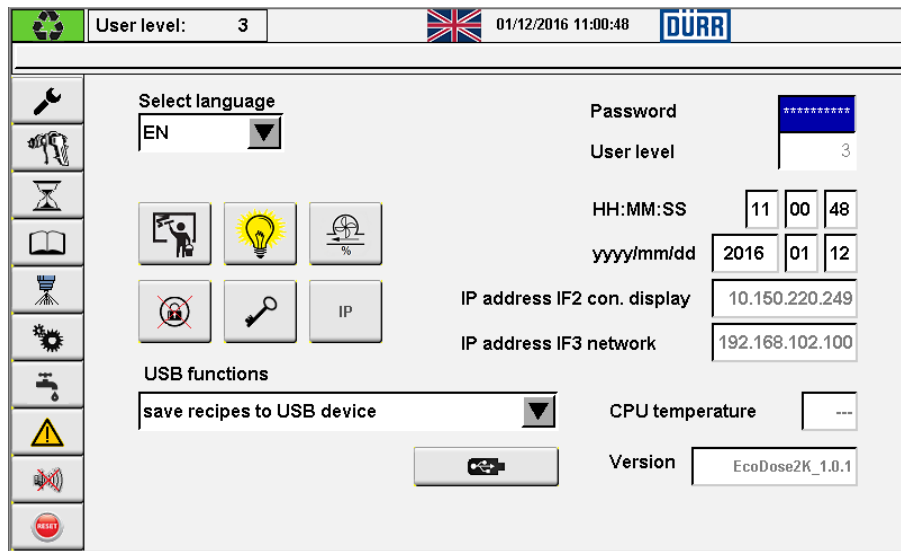 User level: 3
01/12/2016 11:00:48
DÜRR
Select language
EN
Password
**********
User level
3
HH:MM:SS
11 00 48
yyyy/mm/dd
2016 01 12
%
IP
IP address IF2 con. display
10.150.220.249
IP address IF3 network
192.168.102.100
USB functions
save recipes to USB device
CPU temperature
---
Version
EcoDose2K_1.0.1
RESET